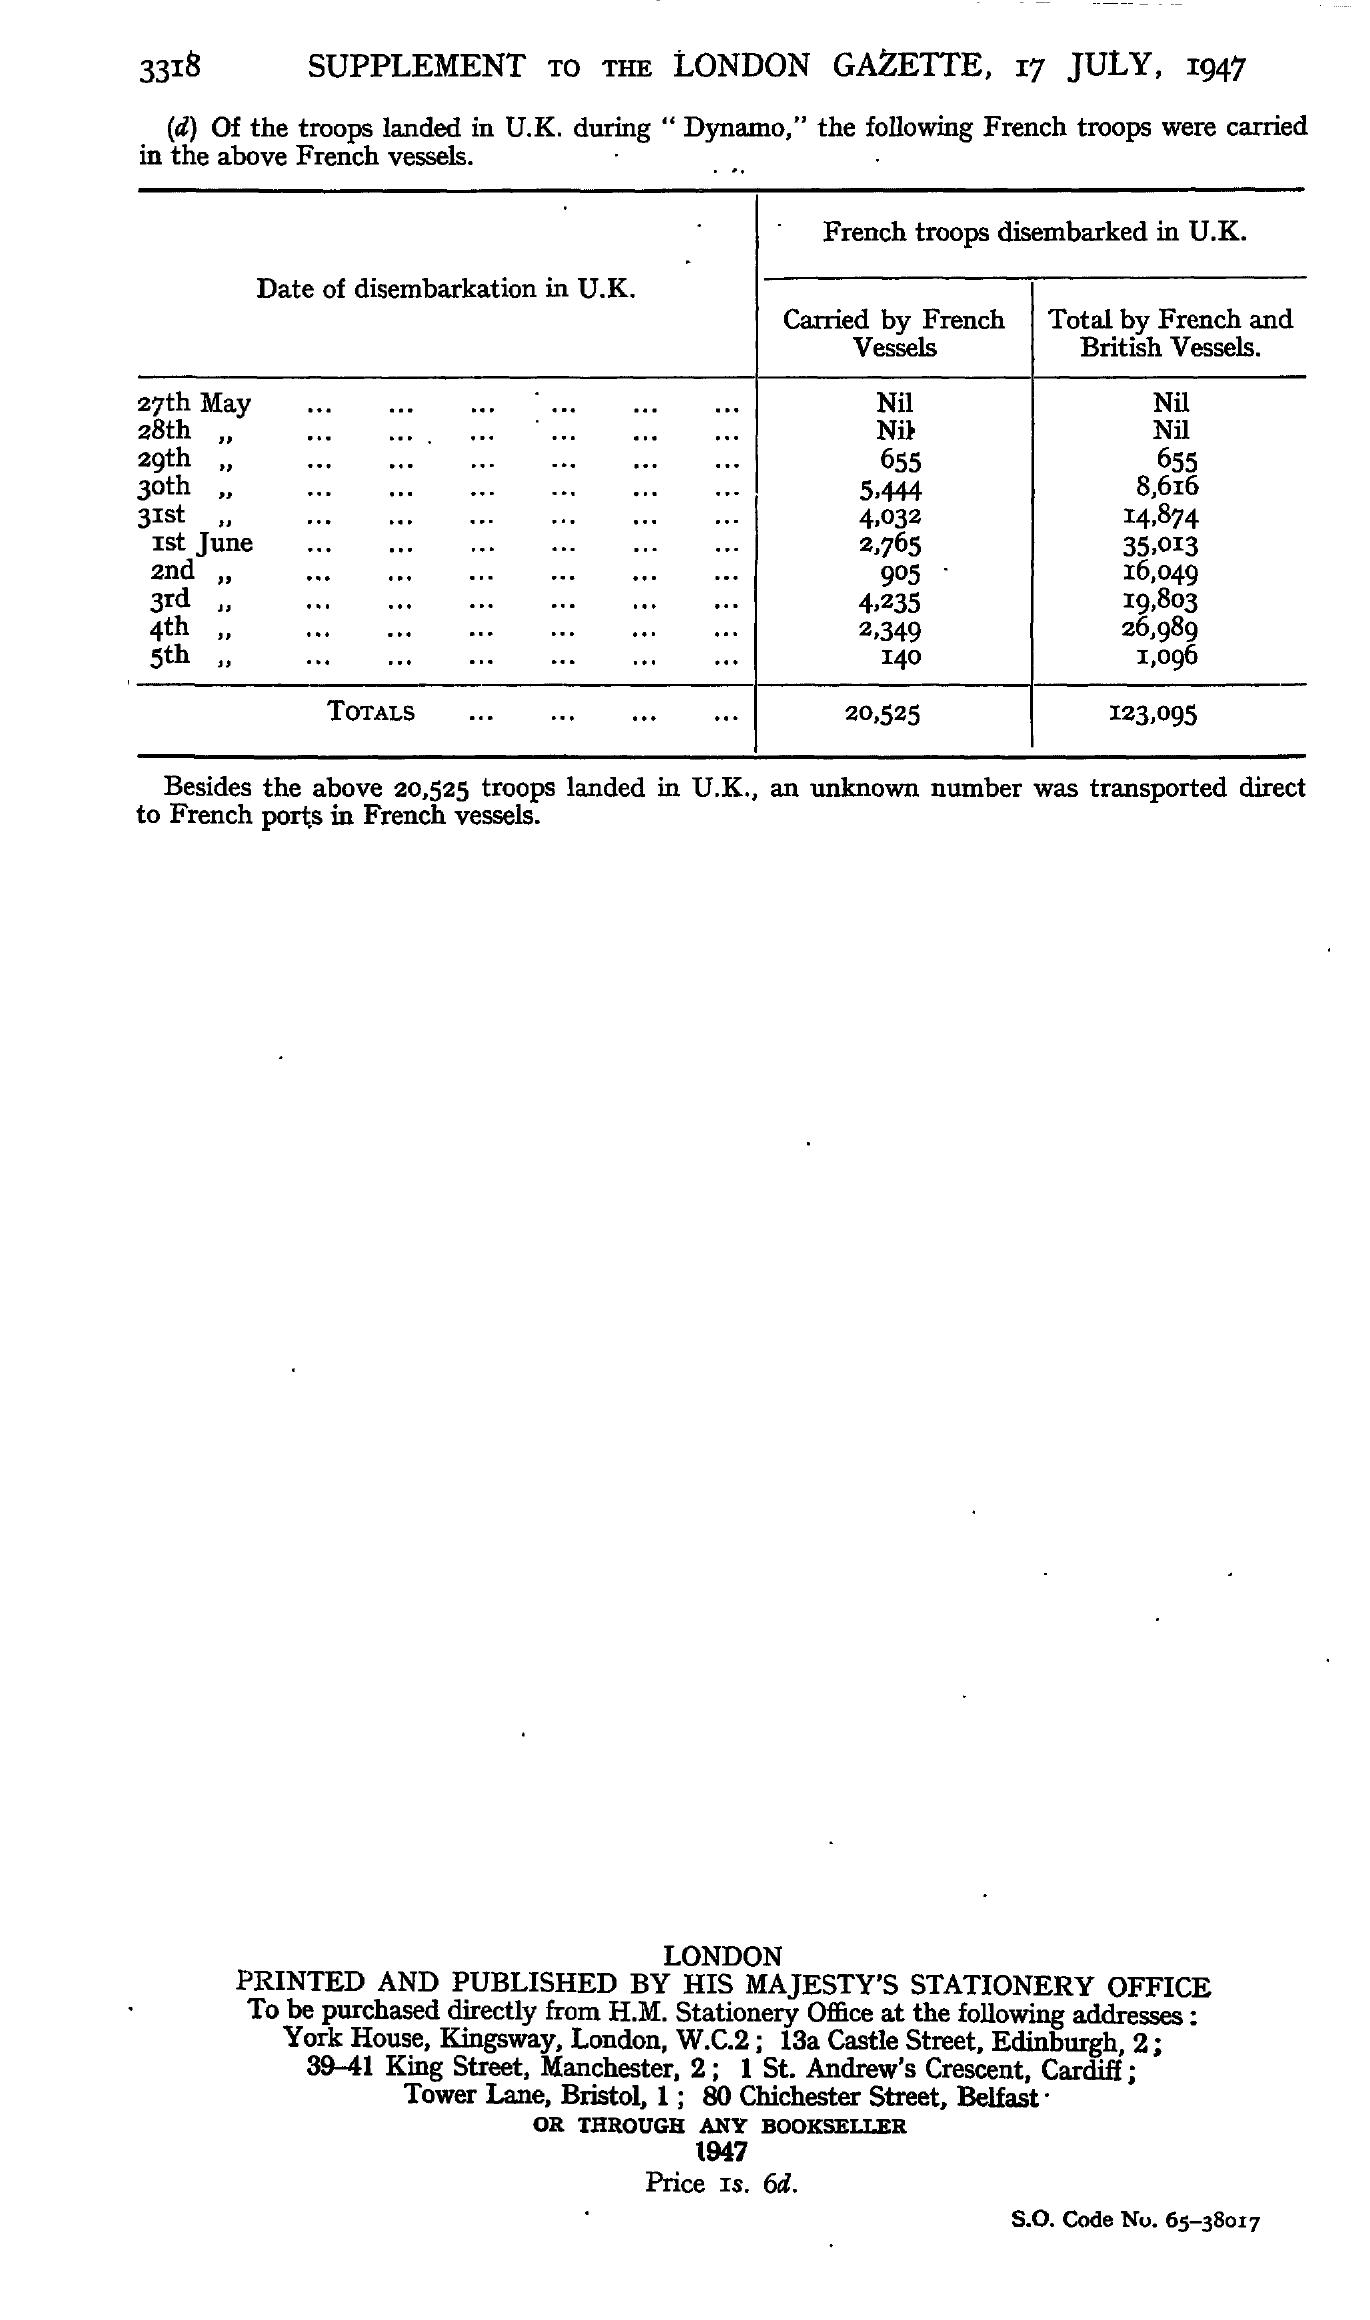 3318 SUPPLEMENT TO THE LONDON GAZETTE, 17 JULY, 1947
(d) Of the troops landed in U.K. during “ Dynamo,” the following French troops were carried
in the above French vessels.
French troops disembarked in U.K.
Date of disembarkation in U.K.
Carried by French Vessels
Total by French and British Vessels.
27th May ... ... ... ... ... ... Nil Nil
28th „ ... ... ... ... ... ... Nil Nil
29th „ ... ... ... ... ... ... 655 655
30th „ ... ... ... ... ... ... 5,444 8,616
31st „ ... ... ... ... ... ... 4,032 14,874
1st June ... ... ... ... ... ... 2,765 35,013
2nd „ ... ... ... ... ... ... 905 16,049
3rd „ ... ... ... ... ... ... 4,235 19,803
4th „ ... ... ... ... ... ... 2,349 26,989
5th „ ... ... ... ... ... ... 140 1,096
TOTALS ... ... ... ... 20,525 123,095
Besides the above 20,525 troops landed in U.K., an unknown number was transported direct
to French ports in French vessels.
LONDON
PRINTED AND PUBLISHED BY HIS MAJESTY'S STATIONERY OFFICE
To be purchased directly from H.M. Stationery Office at the following addresses :
York House, Kingsway, London, W.C.2 ; 13a Castle Street, Edinburgh, 2 ;
39–41 King Street, Manchester, 2 ; 1 St. Andrew's Crescent, Cardiff ;
Tower Lane, Bristol, 1 ; 80 Chichester Street, Belfast
OR THROUGH ANY BOOKSELLER
1947
Price 1s. 6d.
S.O. Code No. 65–38017